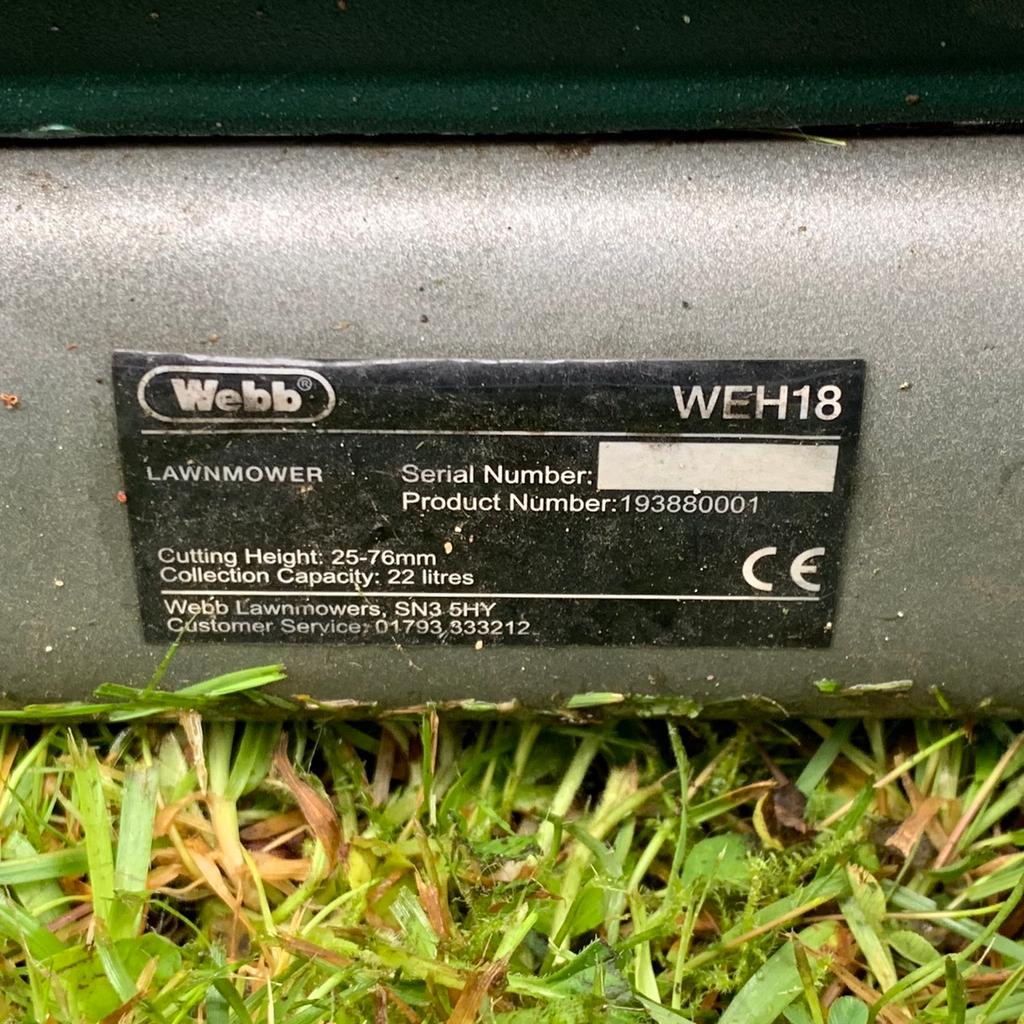 Webb® WEH18
LAWNMOWER Serial Number:
Product Number:193880001
Cutting Height: 25-76mm
Collection Capacity: 22 litres
CE
Webb Lawnmowers, SN3 5HY
Customer Service: 01793 333212